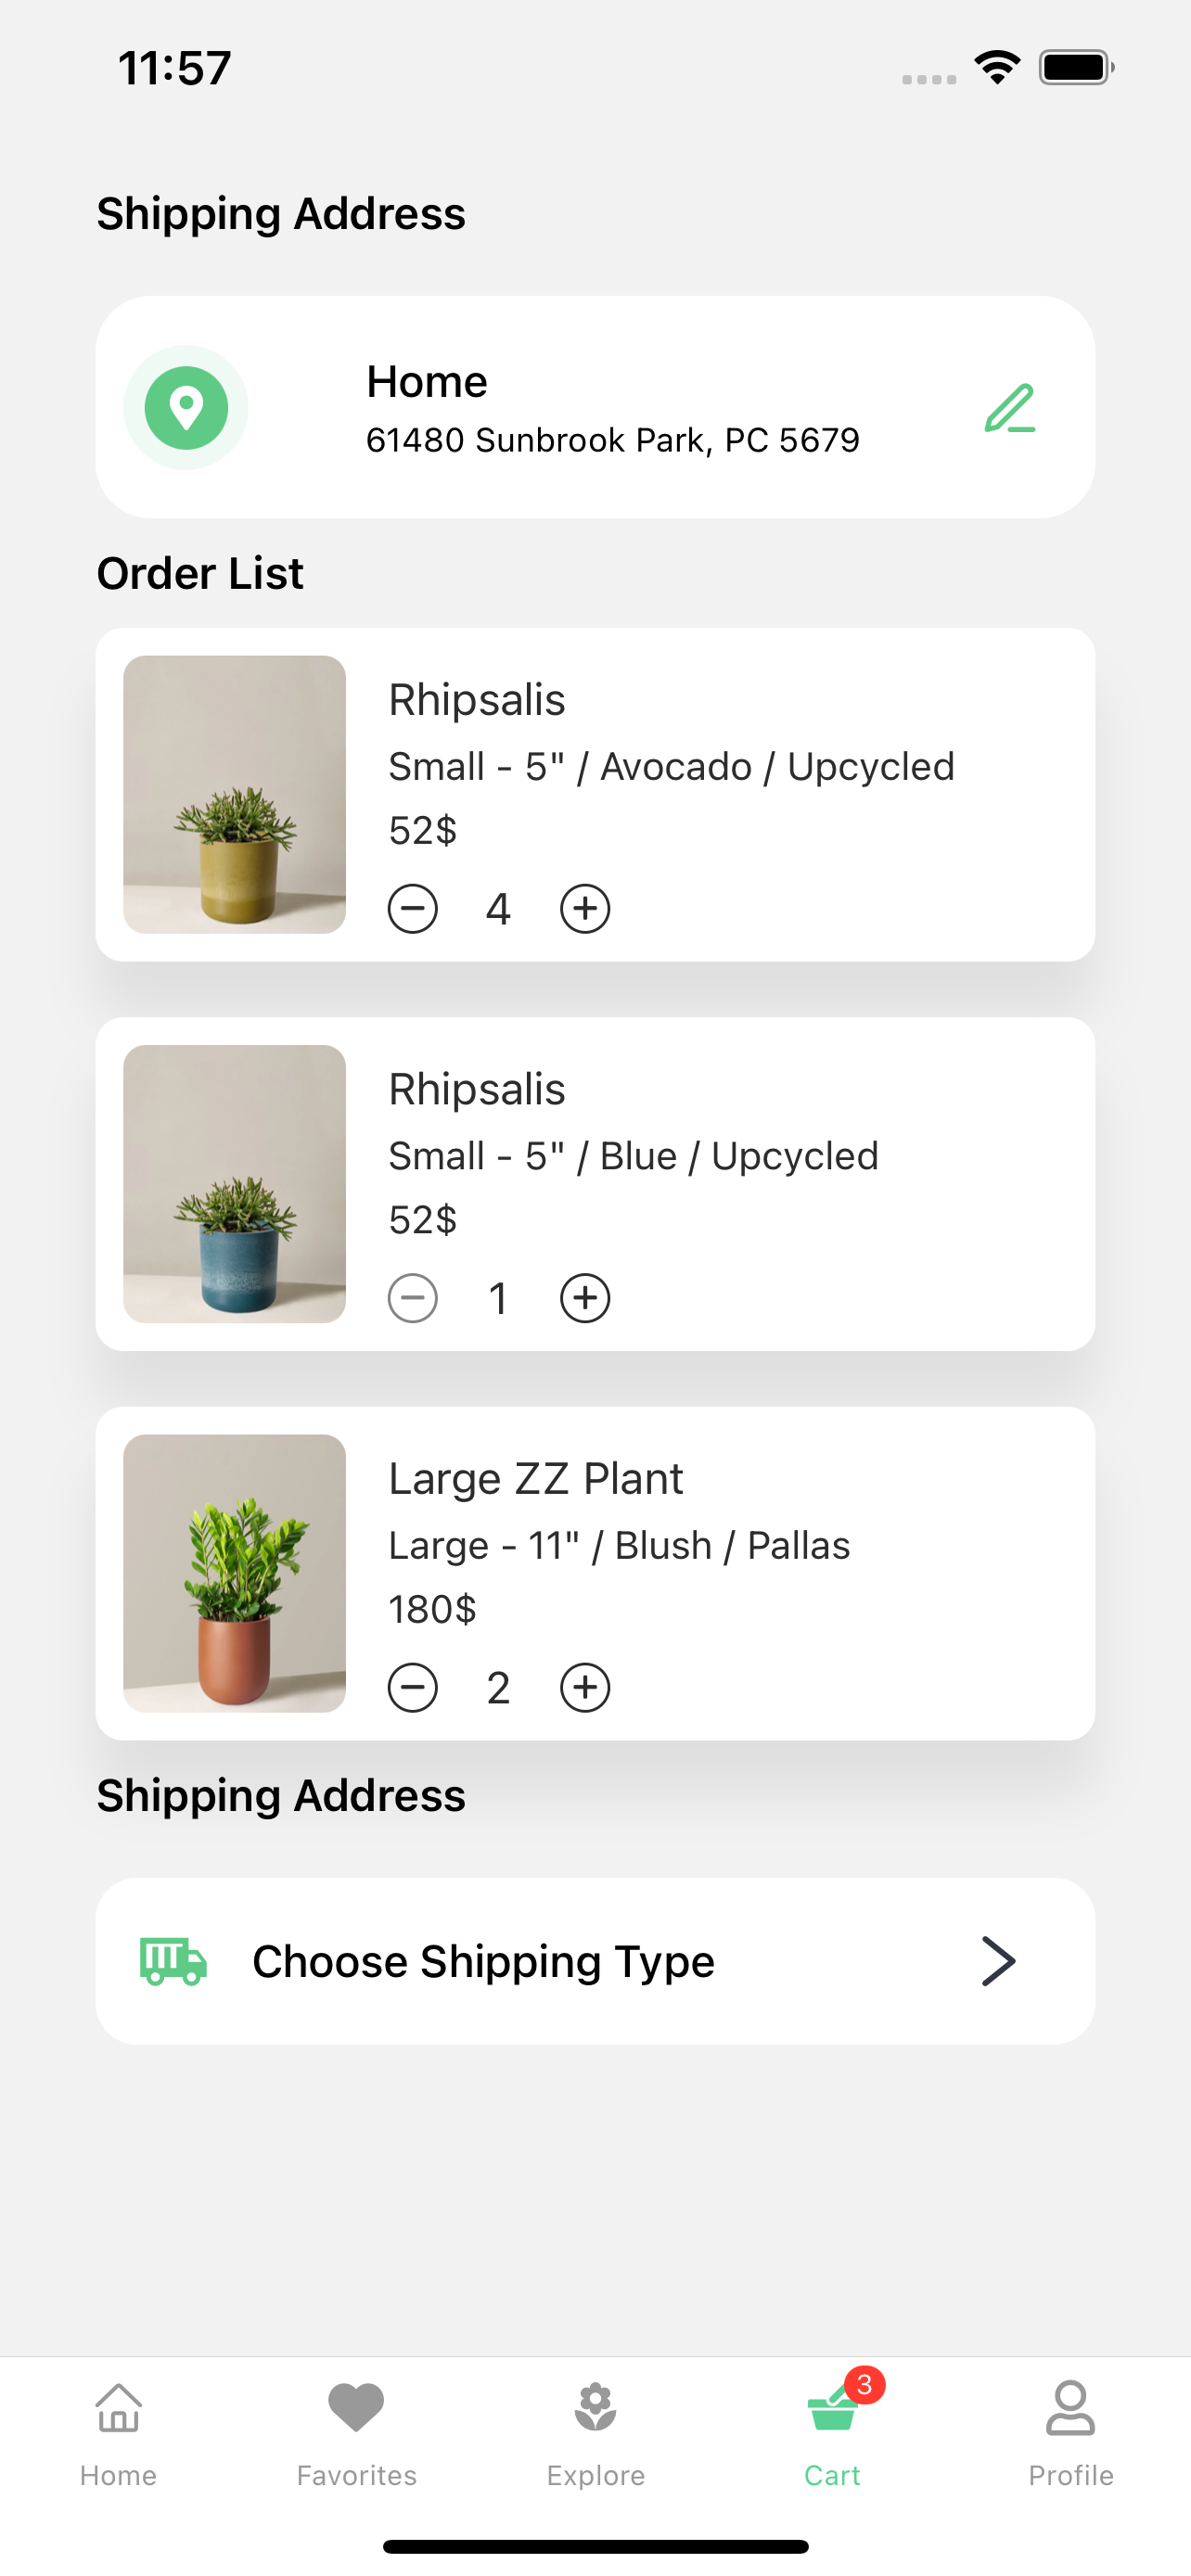 11:57
Shipping Address
Home
61480 Sunbrook Park, PC 5679
Order List
Rhipsalis
Small - 5" / Avocado / Upcycled
52$
4
Rhipsalis
Small - 5" / Blue / Upcycled
52$
1
Large ZZ Plant
Large - 11" / Blush / Pallas
180$
2
Shipping Address
Choose Shipping Type
3
Home Favorites Explore Cart Profile